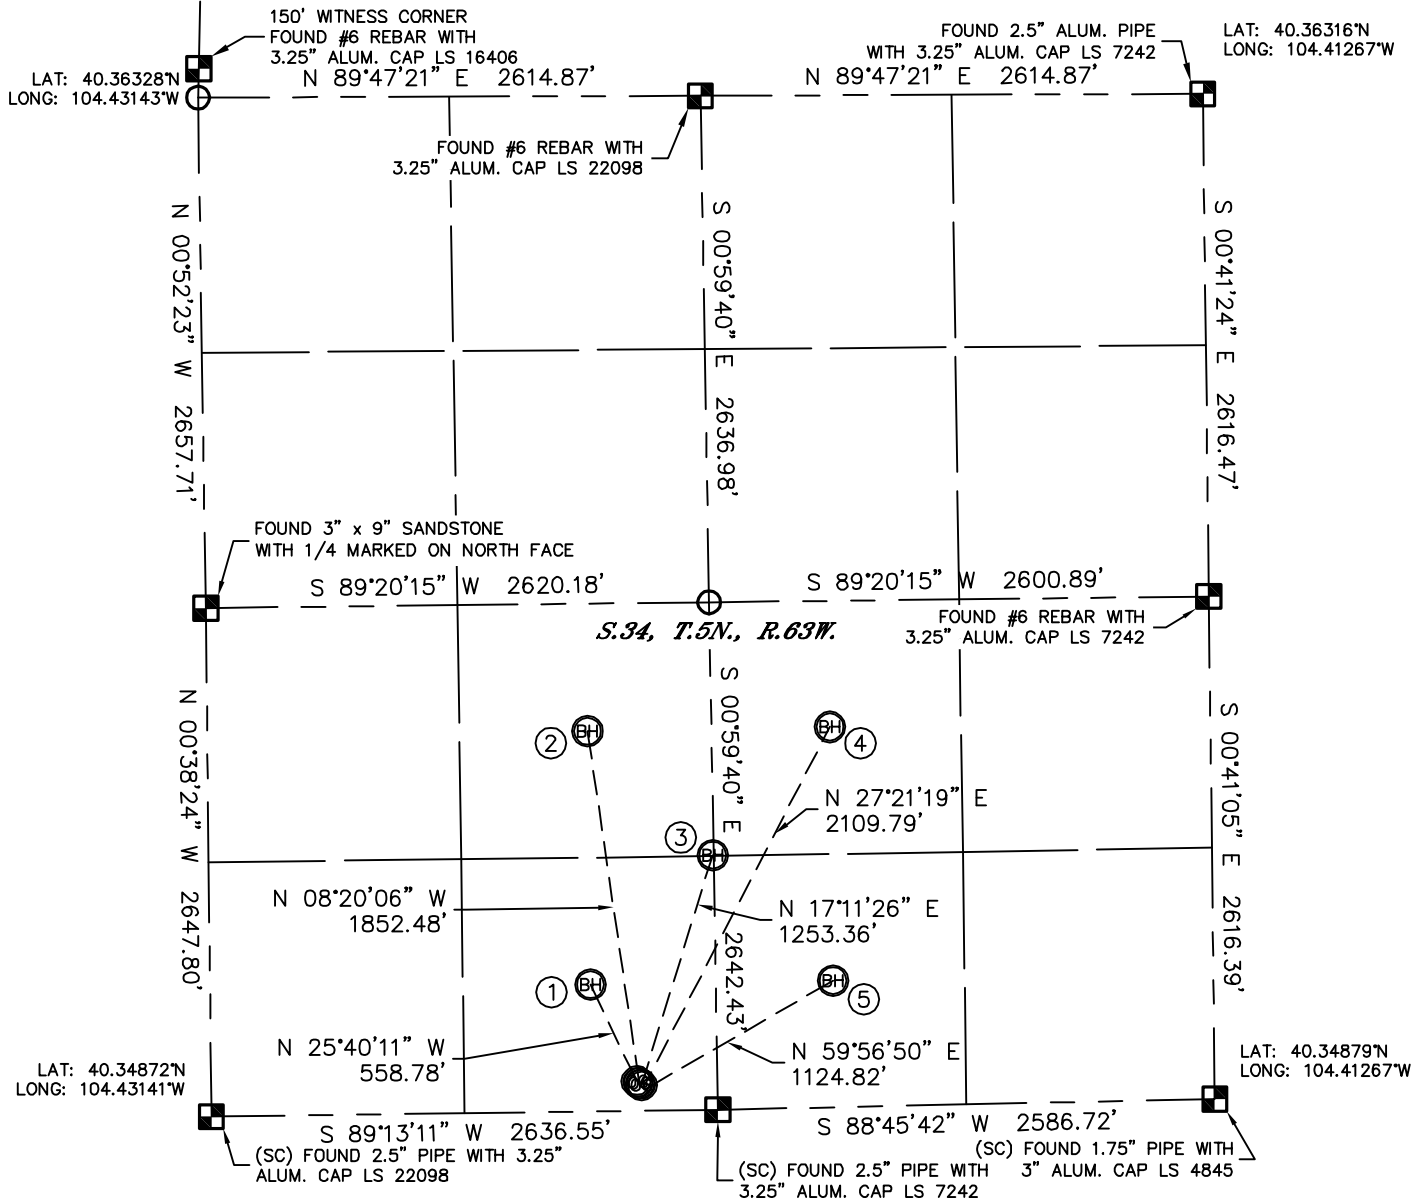 150' WITNESS CORNER
FOUND #6 REBAR WITH
3.25" ALUM. CAP LS 16406
FOUND 2.5" ALUM. PIPE
WITH 3.25" ALUM. CAP LS 7242
LAT: 40.36316°N
LONG: 104.41267°W
LAT: 40.36328°N
LONG: 104.43143°W
N 89°47'21" E 2614.87'
N 89°47'21" E 2614.87'
FOUND #6 REBAR WITH
3.25" ALUM. CAP LS 22098
N 00°52'23" W 2657.71'
S 00°59'40" E 2636.98'
S 00°41'24" E 2616.47'
FOUND 3" x 9" SANDSTONE
WITH 1/4 MARKED ON NORTH FACE
S 89°20'15" W 2620.18'
S 89°20'15" W 2600.89'
FOUND #6 REBAR WITH
3.25" ALUM. CAP LS 7242
S.34, T.5N., R.63W.
N 00°38'24" W 2647.80'
S 00°59'40" E 2642.43'
S 00°41'05" E 2616.39'
2 BH
BH 4
N 27°21'19" E
2109.79'
3
BH
N 08°20'06" W
1852.48'
N 17°11'26" E
1253.36'
1 BH
BH 5
N 25°40'11" W
558.78'
N 59°56'50" E
1124.82'
LAT: 40.34872°N
LONG: 104.43141°W
LAT: 40.34879°N
LONG: 104.41267°W
S 89°13'11" W 2636.55'
S 88°45'42" W 2586.72'
(SC) FOUND 2.5" PIPE WITH 3.25"
ALUM. CAP LS 22098
(SC) FOUND 2.5" PIPE WITH
3.25" ALUM. CAP LS 7242
(SC) FOUND 1.75" PIPE WITH
3" ALUM. CAP LS 4845